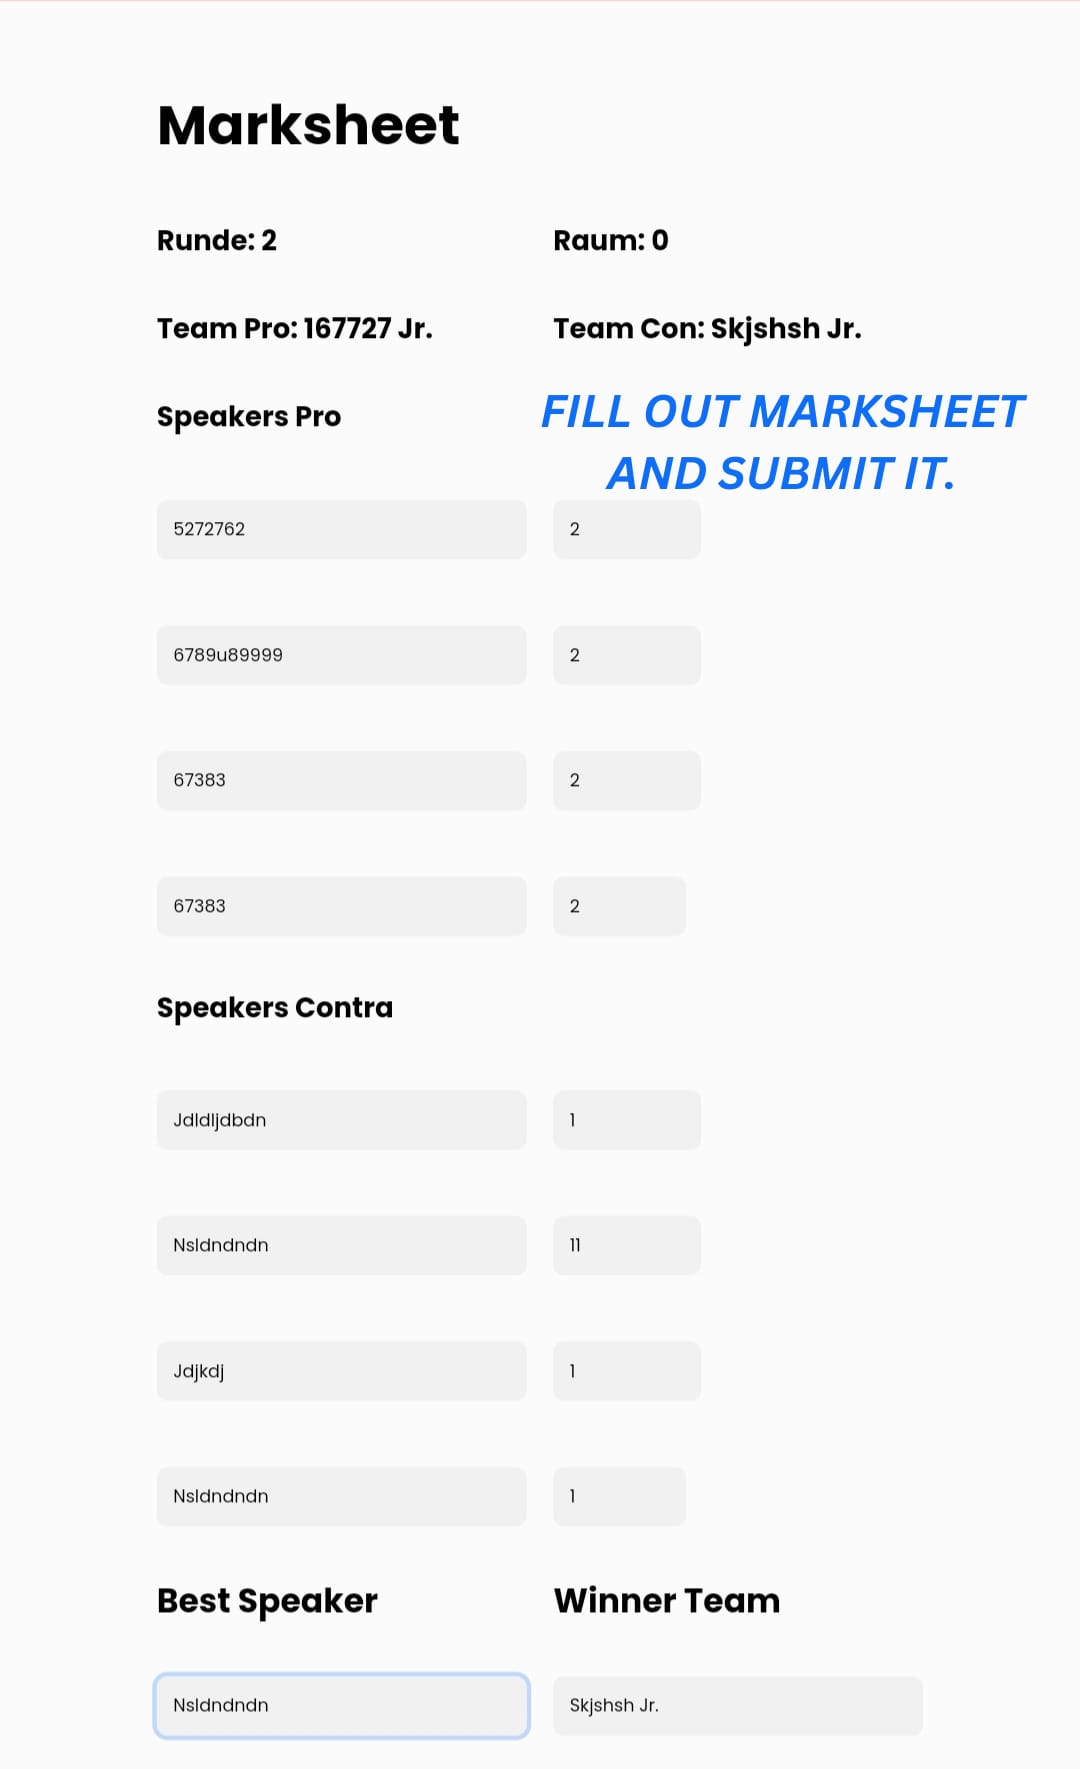 Marksheet
Runde: 2
Raum: 0
Team Pro: 167727 Jr.
Team Con: Skjshsh Jr.
Speakers Pro
FILL OUT MARKSHEET
AND SUBMIT IT.
5272762
2
6789u89999
2
67383
2
67383
2
Speakers Contra
Jdldljdbdn
1
Nsldndndn
11
Jdjkdj
1
Nsldndndn
1
Best Speaker
Winner Team
Nsldndndn
Skjshsh Jr.